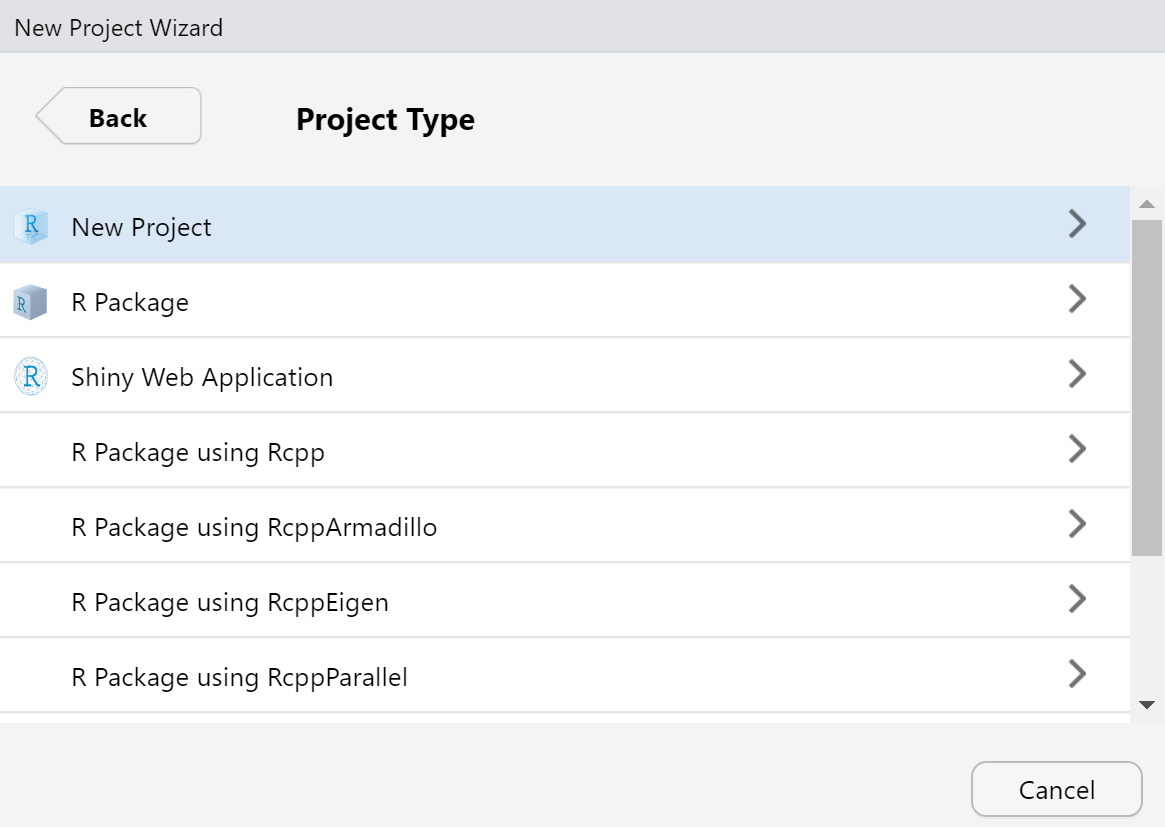 New Project Wizard
Back
Project Type
R New Project
R R Package
R Shiny Web Application
R Package using Rcpp
R Package using RcppArmadillo
R Package using RcppEigen
R Package using RcppParallel
Cancel